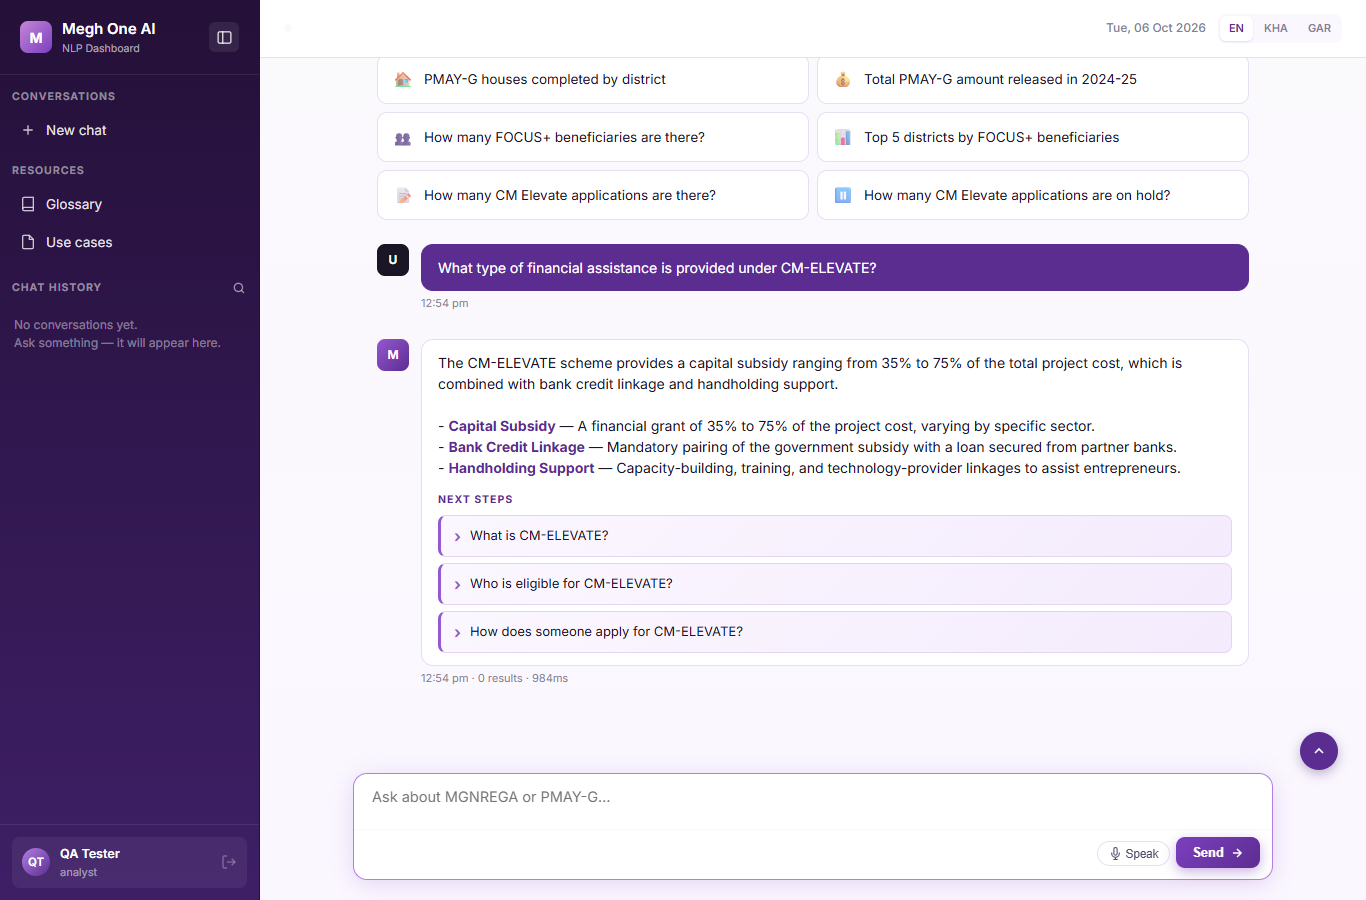 M
Megh One AI
NLP Dashboard
CONVERSATIONS
New chat
RESOURCES
Glossary
Use cases
CHAT HISTORY
No conversations yet.
Ask something — it will appear here.
QT
QA Tester
analyst
Tue, 06 Oct 2026
EN KHA GAR
PMAY-G houses completed by district
Total PMAY-G amount released in 2024-25
How many FOCUS+ beneficiaries are there?
Top 5 districts by FOCUS+ beneficiaries
How many CM Elevate applications are there?
How many CM Elevate applications are on hold?
U
What type of financial assistance is provided under CM-ELEVATE?
12:54 pm
M
The CM-ELEVATE scheme provides a capital subsidy ranging from 35% to 75% of the total project cost, which is
combined with bank credit linkage and handholding support.
- Capital Subsidy — A financial grant of 35% to 75% of the project cost, varying by specific sector.
- Bank Credit Linkage — Mandatory pairing of the government subsidy with a loan secured from partner banks.
- Handholding Support — Capacity-building, training, and technology-provider linkages to assist entrepreneurs.
NEXT STEPS
What is CM-ELEVATE?
Who is eligible for CM-ELEVATE?
How does someone apply for CM-ELEVATE?
12:54 pm · 0 results · 984ms
Ask about MGNREGA or PMAY-G...
Speak
Send →